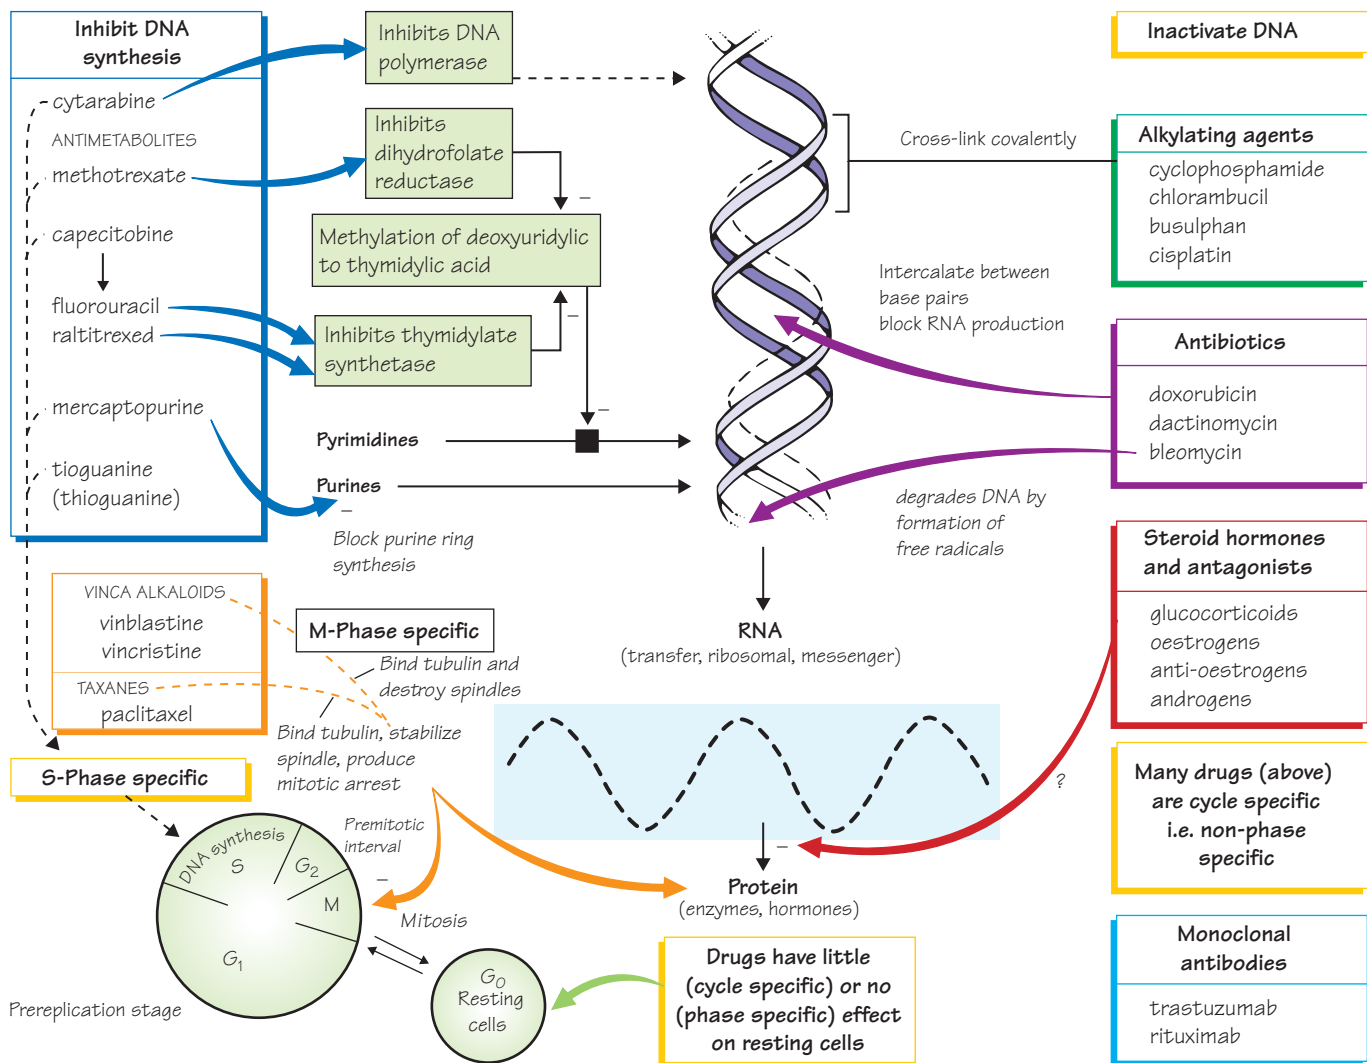 Inhibit DNA
synthesis
cytarabine
ANTIMETABOLITES
methotrexate
capecitobine
fluorouracil
raltitrexed
mercaptopurine
tioguanine
(thioguanine)
Inhibits DNA
polymerase
Inhibits
dihydrofolate
reductase
–
Methylation of deoxyuridylic
to thymidylic acid
–
Inhibits thymidylate
synthetase
–
Pyrimidines
Purines
–
Block purine ring
synthesis
Inactivate DNA
Cross-link covalently
Alkylating agents
cyclophosphamide
chlorambucil
busulphan
cisplatin
Intercalate between
base pairs
block RNA production
Antibiotics
doxorubicin
dactinomycin
bleomycin
degrades DNA by
formation of
free radicals
Steroid hormones
and antagonists
glucocorticoids
oestrogens
anti-oestrogens
androgens
VINCA ALKALOIDS
vinblastine
vincristine
TAXANES
paclitaxel
M-Phase specific
Bind tubulin and
destroy spindles
Bind tubulin, stabilize
spindle, produce
mitotic arrest
RNA
(transfer, ribosomal, messenger)
?
–
Protein
(enzymes, hormones)
Many drugs (above)
are cycle specific
i.e. non-phase
specific
S-Phase specific
DNA synthesis
S
G2
M
G1
Premitotic
interval
–
Mitosis
Prereplication stage
G0
Resting
cells
Drugs have little
(cycle specific) or no
(phase specific) effect
on resting cells
Monoclonal
antibodies
trastuzumab
rituximab